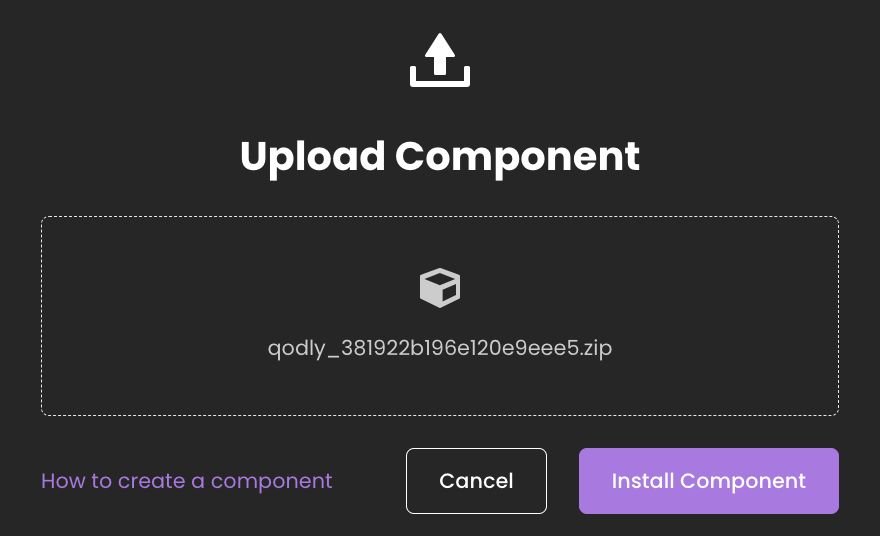 Upload Component
qodly_381922b196e120e9eee5.zip
How to create a component
Cancel
Install Component